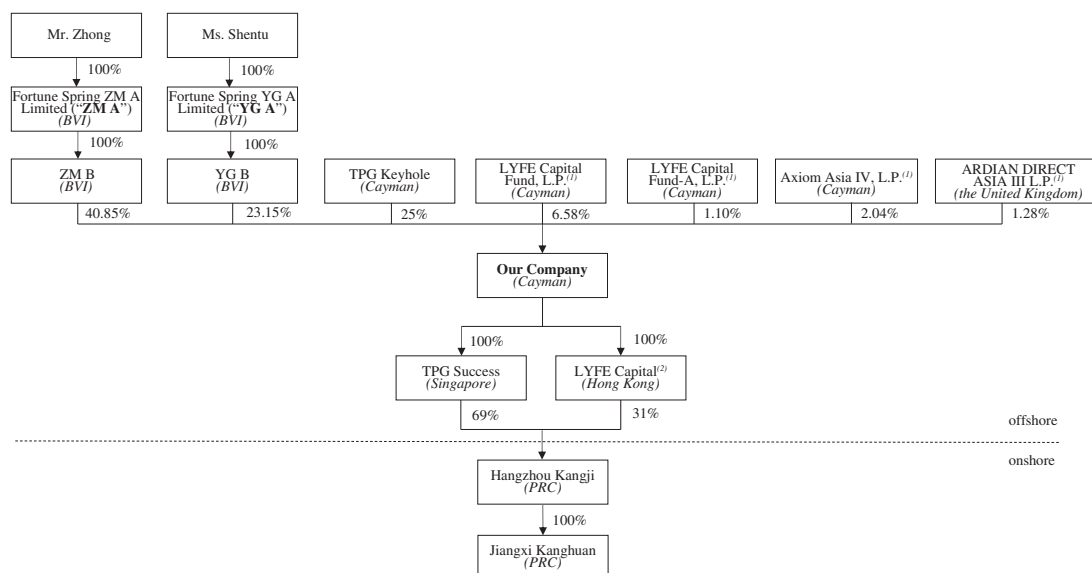 Mr. Zhong
Ms. Shentu
100%
100%
Fortune Spring ZM A
Limited (“ZM A”)
(BVI)
Fortune Spring YG A
Limited (“YG A”)
(BVI)
100%
100%
ZM B
(BVI)
YG B
(BVI)
TPG Keyhole
(Cayman)
LYFE Capital
Fund, L.P.(1)
(Cayman)
LYFE Capital
Fund-A, L.P.(1)
(Cayman)
Axiom Asia IV, L.P.(1)
(Cayman)
ARDIAN DIRECT
ASIA III L.P.(1)
(the United Kingdom)
40.85%
23.15%
25%
6.58%
1.10%
2.04%
1.28%
Our Company
(Cayman)
100%
100%
TPG Success
(Singapore)
LYFE Capital(2)
(Hong Kong)
69%
31%
offshore
onshore
Hangzhou Kangji
(PRC)
100%
Jiangxi Kanghuan
(PRC)